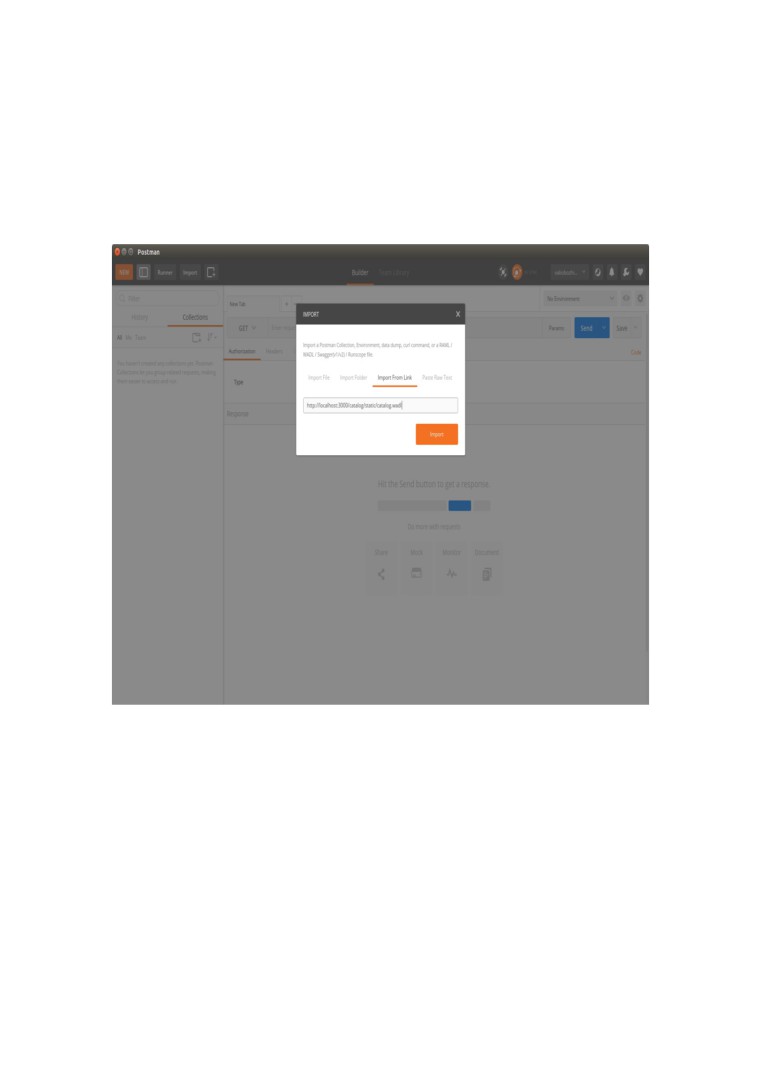 Postman
NEW Runner Import Builder Team Library
Filter
History Collections
All Team
New Tab
No Environment
GET Params Send Save
Authorization Headers
Type
Response
IMPORT X
Import a Postman Collection, Environment, data dump, curl command, or a RAML /
WADL / Swagger(v1/v2) / Runscope file.
Import File Import Folder Import From Link Paste Raw Text
http://localhost:3000/catalog/static/catalog.wadl
Import
Hit the Send button to get a response.
Do more with requests
Share Mock Monitor Document